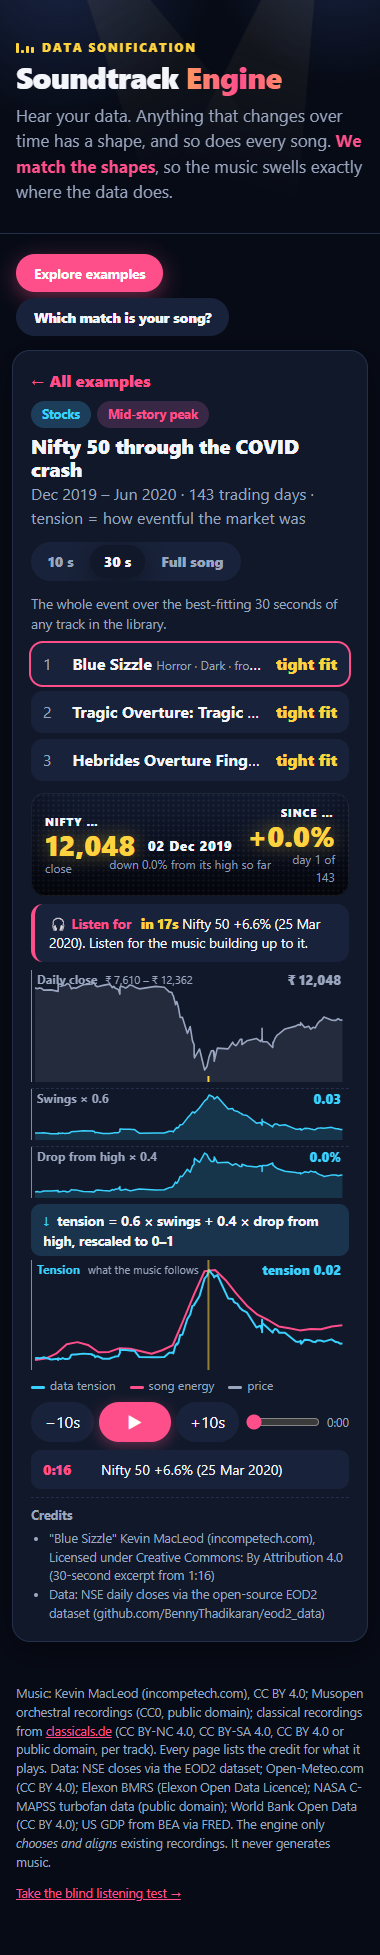 DATA SONIFICATION
Soundtrack Engine
Hear your data. Anything that changes over
time has a shape, and so does every song. We
match the shapes, so the music swells exactly
where the data does.
Explore examples
Which match is your song?
← All examples
Stocks
Mid-story peak
Nifty 50 through the COVID
crash
Dec 2019 – Jun 2020 · 143 trading days ·
tension = how eventful the market was
10 s 30 s Full song
The whole event over the best-fitting 30 seconds of
any track in the library.
1 Blue Sizzle Horror · Dark · fro... tight fit
2 Tragic Overture: Tragic ... tight fit
3 Hebrides Overture Fing... tight fit
NIFTY ...
12,048
close
02 Dec 2019
down 0.0% from its high so far
SINCE ...
+0.0%
day 1 of
143
🎧 Listen for in 17s Nifty 50 +6.6% (25 Mar
2020). Listen for the music building up to it.
Daily close ₹ 7,610 – ₹ 12,362 ₹ 12,048
Swings × 0.6 0.03
Drop from high × 0.4 0.0%
↓ tension = 0.6 × swings + 0.4 × drop from
high, rescaled to 0–1
Tension what the music follows tension 0.02
data tension song energy price
−10s +10s 0:00
0:16 Nifty 50 +6.6% (25 Mar 2020)
Credits
• "Blue Sizzle" Kevin MacLeod (incompetech.com),
Licensed under Creative Commons: By Attribution 4.0
(30-second excerpt from 1:16)
• Data: NSE daily closes via the open-source EOD2
dataset (github.com/BennyThadikaran/eod2_data)
Music: Kevin MacLeod (incompetech.com), CC BY 4.0; Musopen
orchestral recordings (CC0, public domain); classical recordings
from classicals.de (CC BY-NC 4.0, CC BY-SA 4.0, CC BY 4.0 or
public domain, per track). Every page lists the credit for what it
plays. Data: NSE closes via the EOD2 dataset; Open-Meteo.com
(CC BY 4.0); Elexon BMRS (Elexon Open Data Licence); NASA C-
MAPSS turbofan data (public domain); World Bank Open Data
(CC BY 4.0); US GDP from BEA via FRED. The engine only
chooses and aligns existing recordings. It never generates
music.
Take the blind listening test →